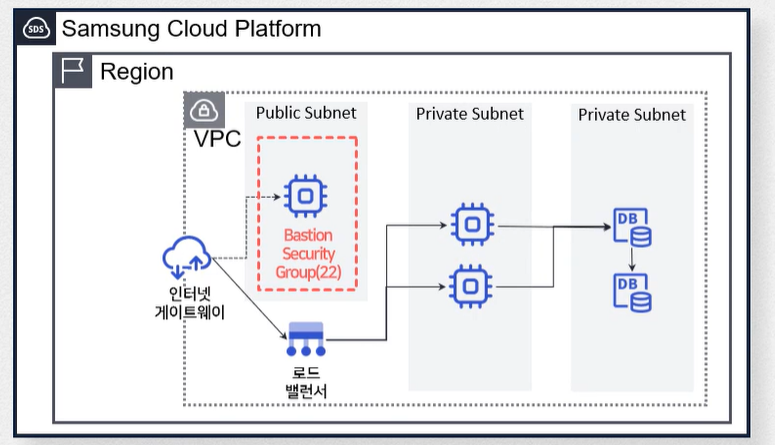 SDS
Samsung Cloud Platform
Region
VPC
Public Subnet
Private Subnet
Private Subnet
Bastion
Security
Group(22)
DB
DB
인터넷
게이트웨이
로드
밸런서